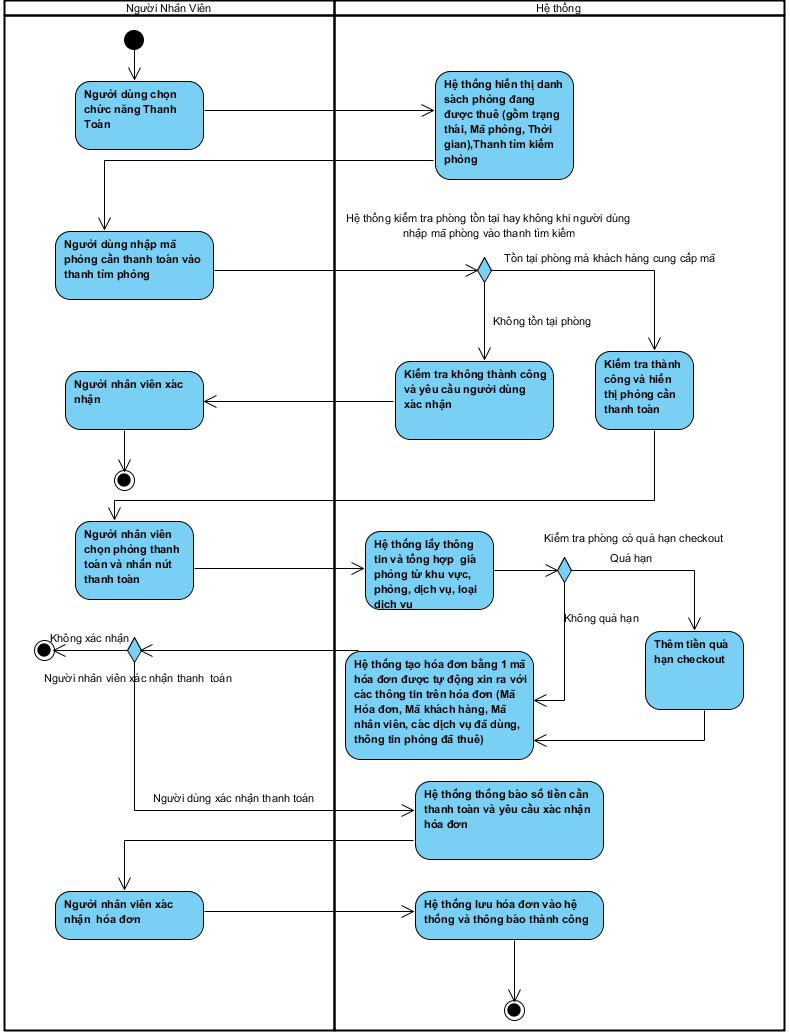 Người Nhân Viên
Hệ thống
Người dùng chọn
chức năng Thanh
Toán
Hệ thống hiển thị danh
sách phòng đang
được thuê (gồm trạng
thái, Mã phòng, Thời
gian),Thanh tìm kiếm
phòng
Hệ thống kiểm tra phòng tồn tại hay không khi người dùng
nhập mã phòng vào thanh tìm kiếm
Người dùng nhập mã
phòng cần thanh toán vào
thanh tìm phòng
Tồn tại phòng mà khách hàng cung cấp mã
Không tồn tại phòng
Người nhân viên xác
nhận
Kiểm tra không thành công
và yêu cầu người dùng
xác nhận
Kiểm tra thành
công và hiển
thị phòng cần
thanh toán
Người nhân viên
chọn phòng thanh
toán và nhấn nút
thanh toán
Hệ thống lấy thông
tin và tổng hợp giá
phòng từ khu vực,
phòng, dịch vụ, loại
dịch vụ
Kiểm tra phòng có quá hạn checkout
Quá hạn
Không quá hạn
Thêm tiền quá
hạn checkout
Không xác nhận
Người nhân viên xác nhận thanh toán
Hệ thống tạo hóa đơn bằng 1 mã
hóa đơn được tự động xin ra với
các thông tin trên hóa đơn (Mã
Hóa đơn, Mã khách hàng, Mã
nhân viên, các dịch vụ đã dùng,
thông tin phòng đã thuê)
Người dùng xác nhận thanh toán
Hệ thống thống báo số tiền cần
thanh toán và yêu cầu xác nhận
hóa đơn
Người nhân viên xác
nhận hóa đơn
Hệ thống lưu hóa đơn vào hệ
thống và thông báo thành công